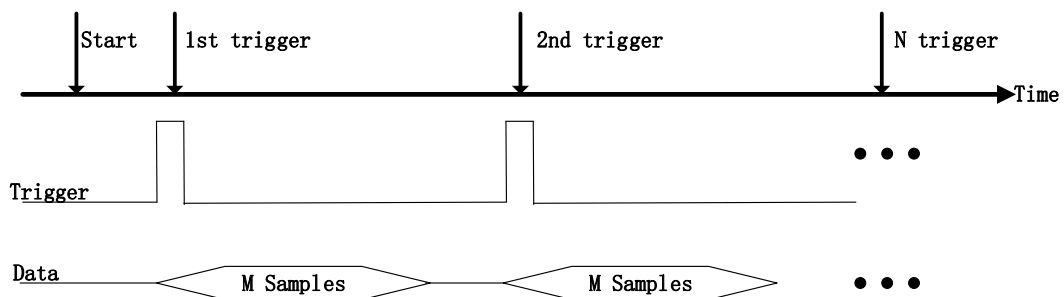 Start
1st trigger
2nd trigger
N trigger
Time
Trigger
Data
M Samples
M Samples